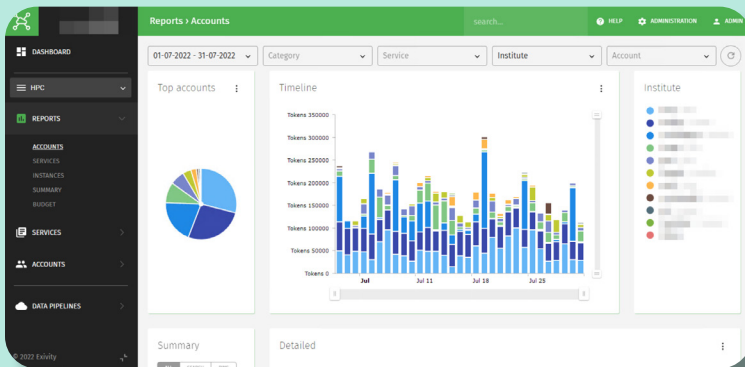 Reports › Accounts
search...
HELP
ADMINISTRATION
ADMIN
DASHBOARD
HPC
REPORTS
ACCOUNTS
SERVICES
INSTANCES
SUMMARY
BUDGET
SERVICES
ACCOUNTS
DATA PIPELINES
© 2022 Exivity
01-07-2022 - 31-07-2022
Category
Service
Institute
Account
Top accounts
Timeline
Tokens 350000
Tokens 300000
Tokens 250000
Tokens 200000
Tokens 150000
Tokens 100000
Tokens 50000
Tokens 0
Jul
Jul 11
Jul 18
Jul 25
Institute
Summary
Detailed